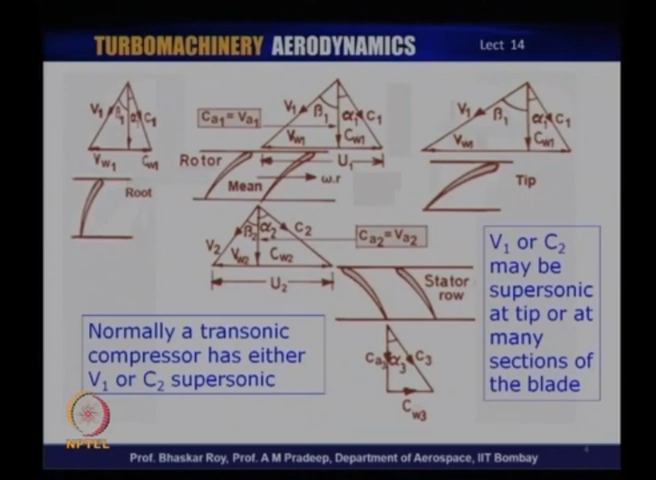 TURBOMACHINERY AERODYNAMICS
Lect 14
V1 β1 α1 C1
Vw1 Cw1
Root
Ca1 = Va1
V1 β1 α1 C1
Vw1 Cw1
U1
Rotor
Mean
ω.r
V1 β1 α1 C1
Vw1 Cw1
Tip
V2 β2 α2 C2
Vw2 Cw2
U2
Ca2 = Va2
Stator
row
Ca3 α3 C3
Cw3
V1 or C2
may be
supersonic
at tip or at
many
sections of
the blade
Normally a transonic
compressor has either
V1 or C2 supersonic
NPTEL
Prof. Bhaskar Roy, Prof. A M Pradeep, Department of Aerospace, IIT Bombay
4